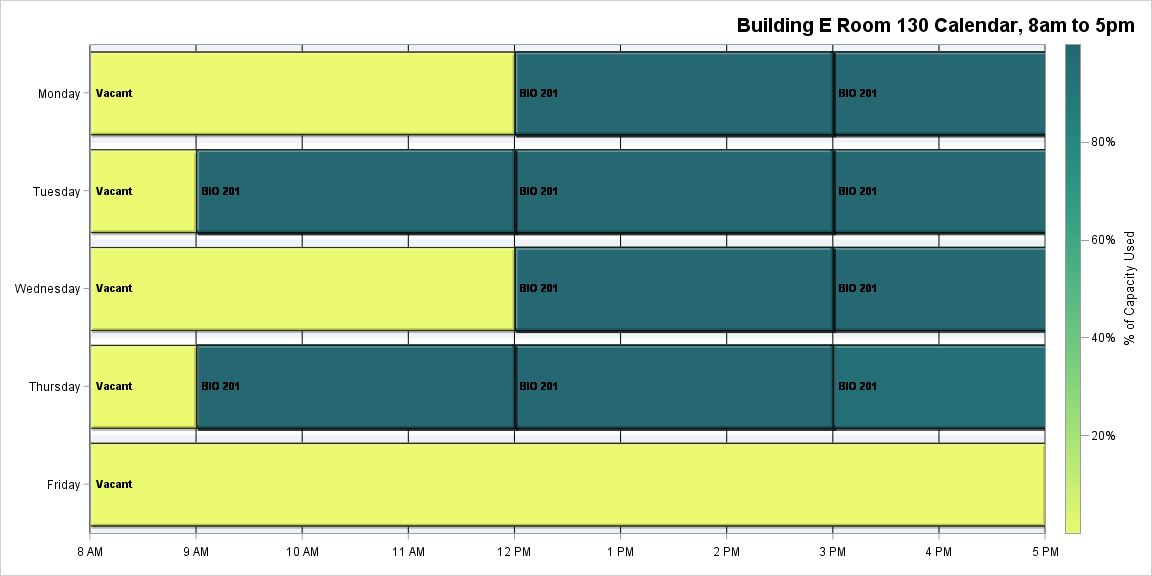 Building E Room 130 Calendar, 8am to 5pm
Monday Vacant BIO 201 BIO 201
Tuesday Vacant BIO 201 BIO 201 BIO 201
Wednesday Vacant BIO 201 BIO 201
Thursday Vacant BIO 201 BIO 201 BIO 201
Friday Vacant
8 AM 9 AM 10 AM 11 AM 12 PM 1 PM 2 PM 3 PM 4 PM 5 PM
80%
60%
40%
20%
% of Capacity Used